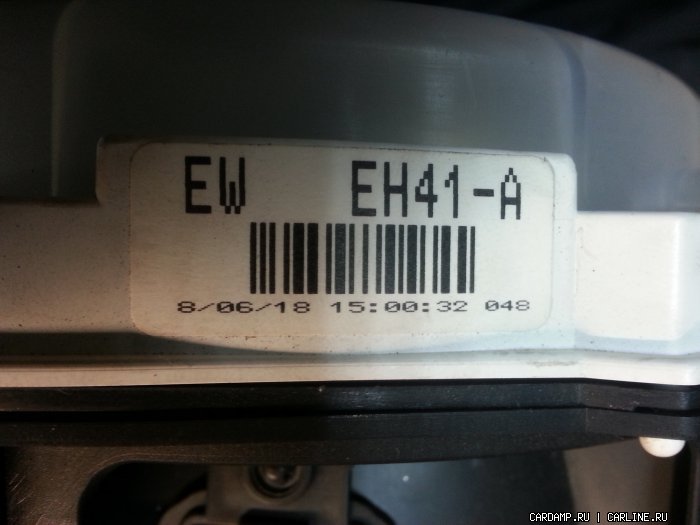 EW EH41-A
8/06/18 15:00:32 048
CARDAMP.RU | CARLINE.RU